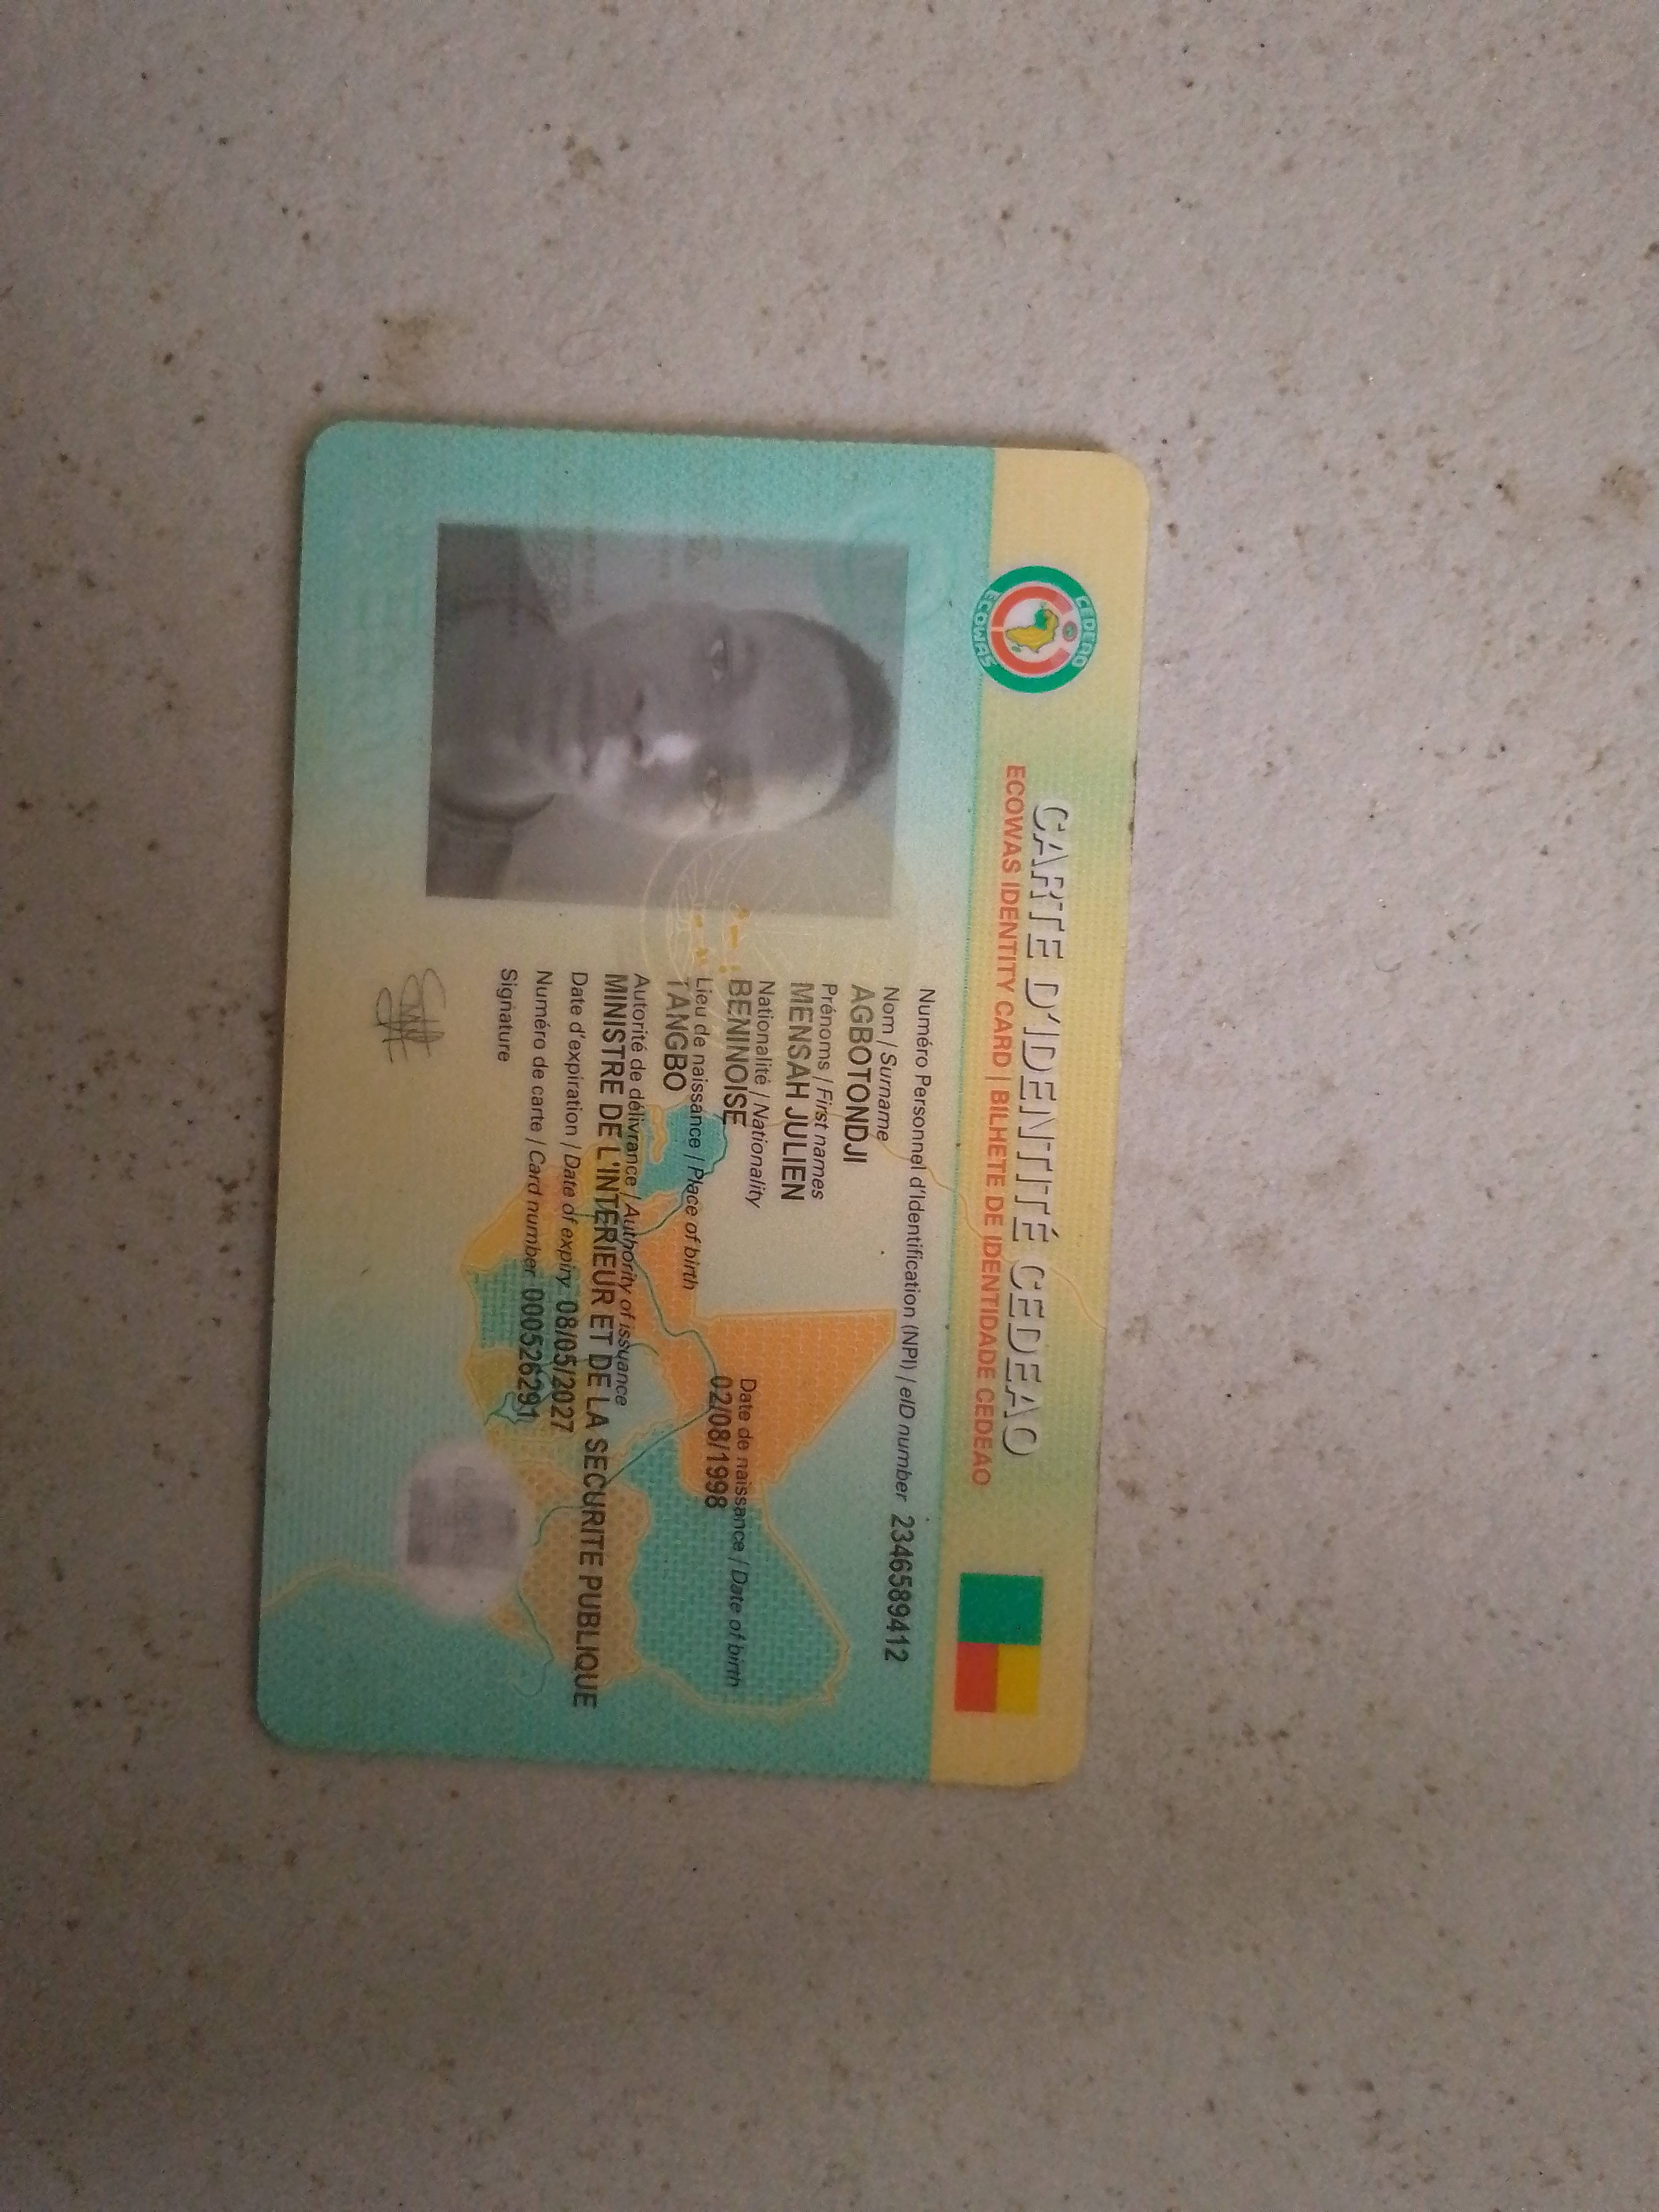 CEDEAO
ECOWAS
CARTE D'IDENTITÉ CEDEAO
ECOWAS IDENTITY CARD | BILHETE DE IDENTIDADE CEDEAO
Numéro Personnel d'Identification (NPI) / eID number 2346589412
Nom / Surname
AGBOTONDJI
Prénoms / First names
MENSAH JULIEN
Nationalité / Nationality
BENINOISE
Date de naissance / Date of birth
02/08/1998
Lieu de naissance / Place of birth
TANGBO
Autorité de délivrance / Authority of issuance
MINISTRE DE L'INTERIEUR ET DE LA SECURITE PUBLIQUE
Date d'expiration / Date of expiry 08/05/2027
Numéro de carte / Card number 000526291
Signature